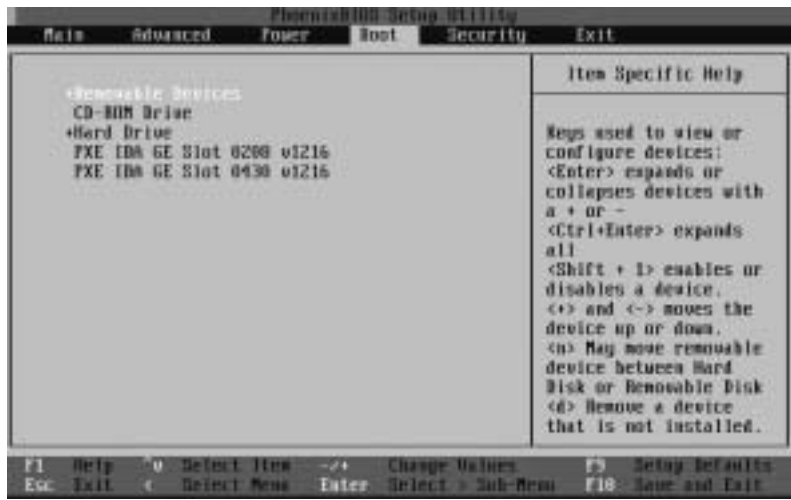 PhoenixBIOS Setup Utility
Main Advanced Power Boot Security Exit
+Removable Devices
CD-ROM Drive
+Hard Drive
PXE IBA GE Slot 0208 v1216
PXE IBA GE Slot 0430 v1216
Item Specific Help
Keys used to view or
configure devices:
<Enter> expands or
collapses devices with
a + or -
<Ctrl+Enter> expands
all
<Shift + 1> enables or
disables a device.
<+> and <-> moves the
device up or down.
<n> May move removable
device between Hard
Disk or Removable Disk
<d> Remove a device
that is not installed.
F1 Help ^v Select Item -/+ Change Values F9 Setup Defaults
Esc Exit < Select Menu Enter Select > Sub-Menu F10 Save and Exit